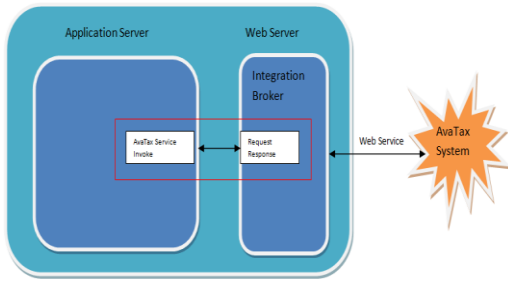 Application Server
Web Server
Integration
Broker
AvaTax Service
Invoke
Request
Response
Web Service
AvaTax
System